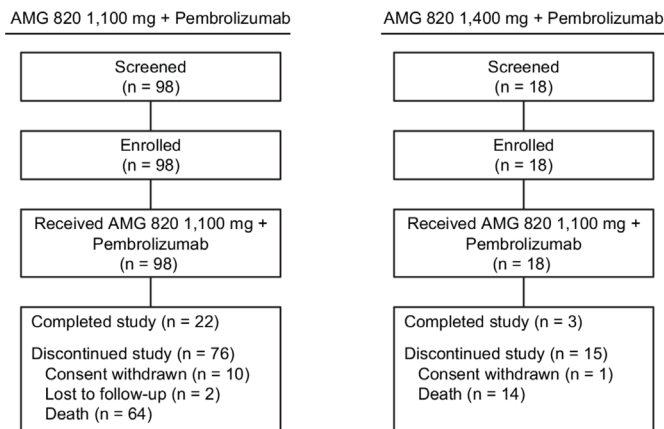 AMG 820 1,100 mg + Pembrolizumab
Screened
(n = 98)
Enrolled
(n = 98)
Received AMG 820 1,100 mg +
Pembrolizumab
(n = 98)
Completed study (n = 22)
Discontinued study (n = 76)
Consent withdrawn (n = 10)
Lost to follow-up (n = 2)
Death (n = 64)
AMG 820 1,400 mg + Pembrolizumab
Screened
(n = 18)
Enrolled
(n = 18)
Received AMG 820 1,100 mg +
Pembrolizumab
(n = 18)
Completed study (n = 3)
Discontinued study (n = 15)
Consent withdrawn (n = 1)
Death (n = 14)